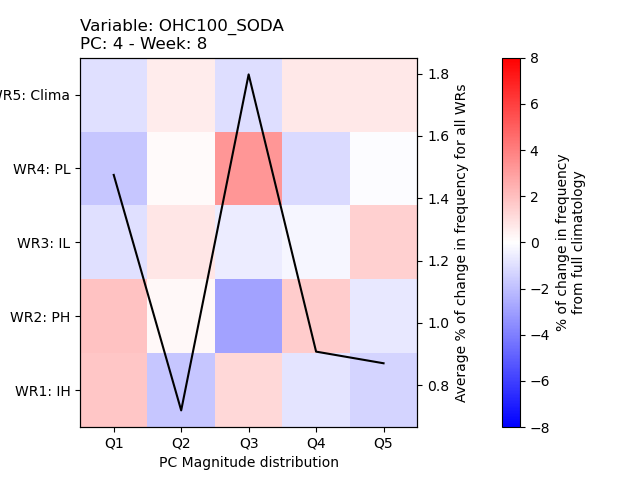 Variable: OHC100_SODA
PC: 4 - Week: 8
WR5: Clima
WR4: PL
WR3: IL
WR2: PH
WR1: IH
Q1 Q2 Q3 Q4 Q5
PC Magnitude distribution
1.8
1.6
1.4
1.2
1.0
0.8
Average % of change in frequency for all WRs
8
6
4
2
0
−2
−4
−6
−8
% of change in frequency
from full climatology